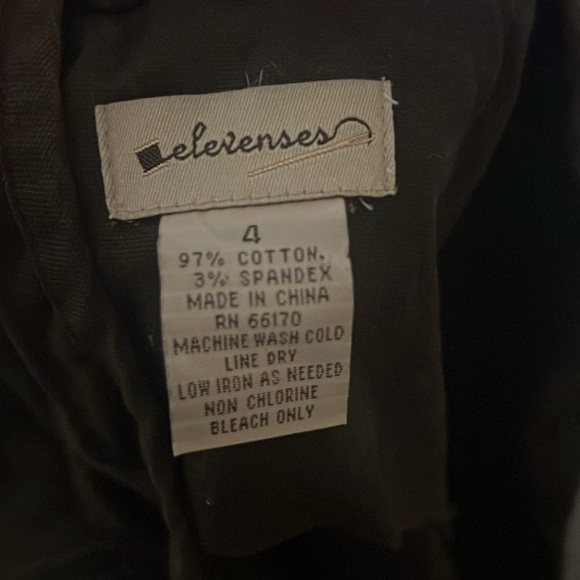 elevenses
4
97% COTTON,
3% SPANDEX
MADE IN CHINA
RN 66170
MACHINE WASH COLD
LINE DRY
LOW IRON AS NEEDED
NON CHLORINE
BLEACH ONLY